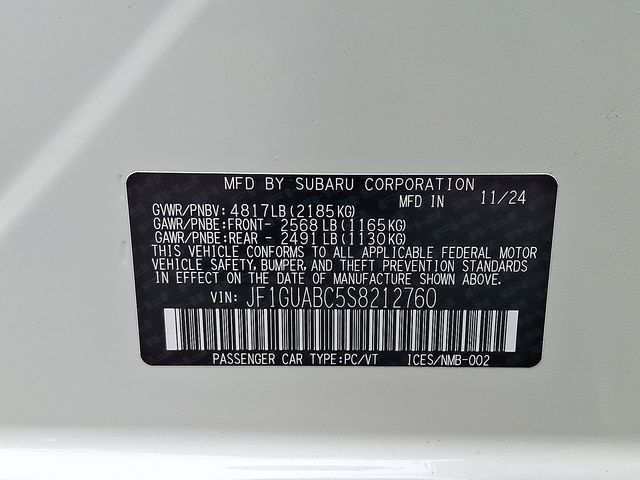 MFD BY SUBARU CORPORATION
MFD IN 11/24
GVWR/PNBV: 4817LB(2185KG)
GAWR/PNBE:FRONT- 2568LB(1165KG)
GAWR/PNBE:REAR - 2491LB(1130KG)
THIS VEHICLE CONFORMS TO ALL APPLICABLE FEDERAL MOTOR
VEHICLE SAFETY, BUMPER, AND THEFT PREVENTION STANDARDS
IN EFFECT ON THE DATE OF MANUFACTURE SHOWN ABOVE.
VIN: JF1GUABC5S8212760
PASSENGER CAR TYPE:PC/VT ICES/NMB-002